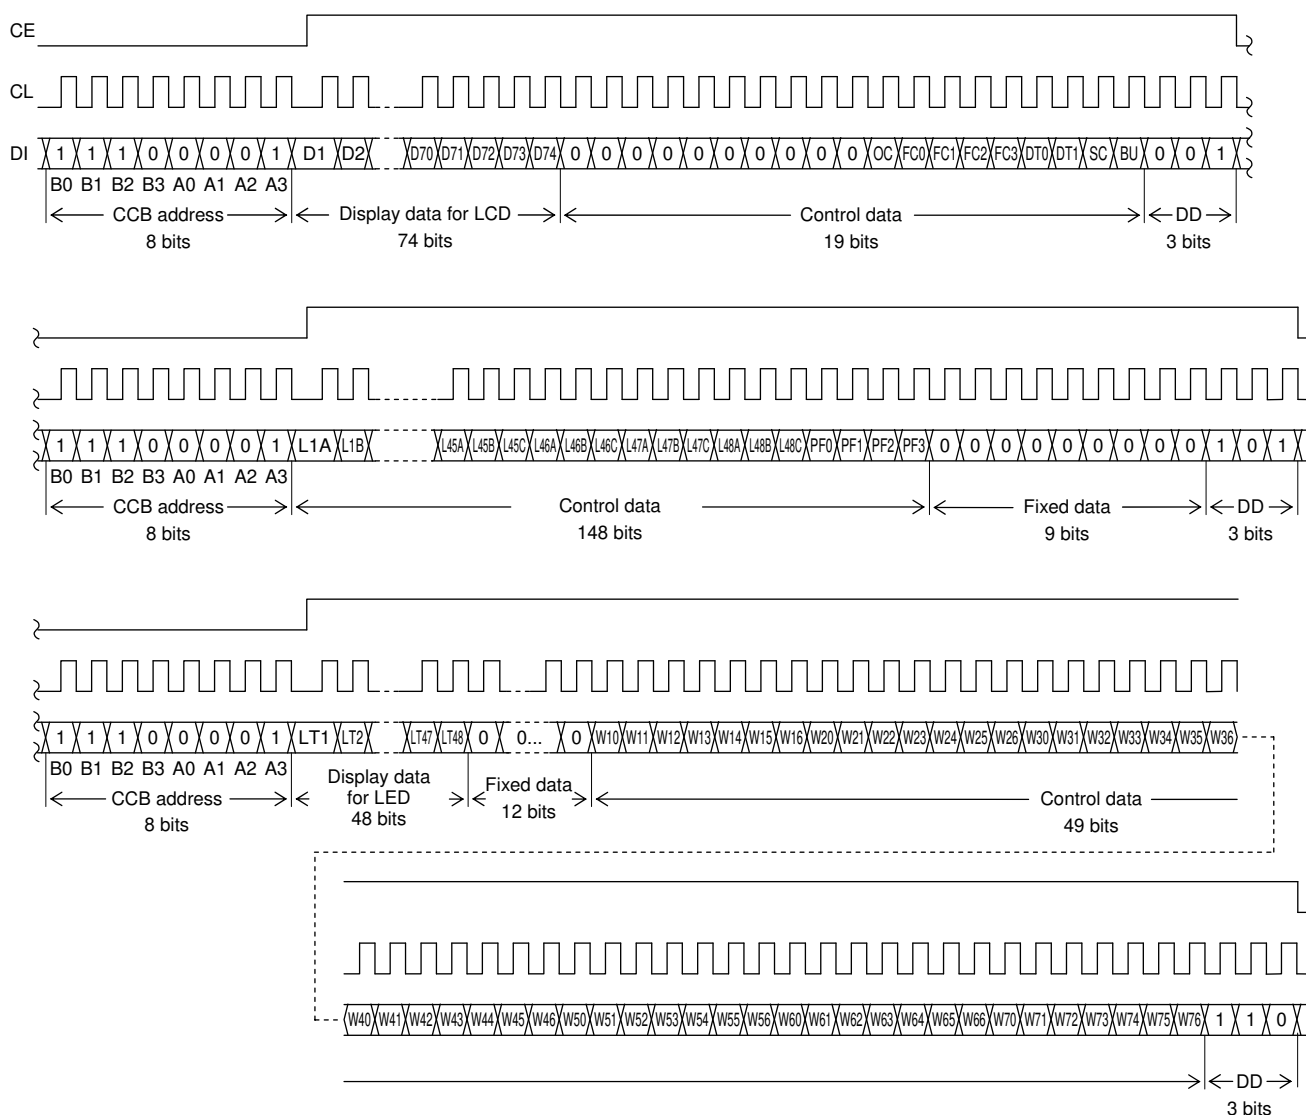 CE
CL
DI 1 1 1 0 0 0 0 1 D1 D2 D70 D71 D72 D73 D74 0 0 0 0 0 0 0 0 0 0 OC FC0 FC1 FC2 FC3 DT0 DT1 SC BU 0 0 1
B0 B1 B2 B3 A0 A1 A2 A3
CCB address Display data for LCD Control data DD
8 bits 74 bits 19 bits 3 bits
1 1 1 0 0 0 0 1 L1A L1B L45A L45B L45C L46A L46B L46C L47A L47B L47C L48A L48B L48C PF0 PF1 PF2 PF3 0 0 0 0 0 0 0 0 0 1 0 1
B0 B1 B2 B3 A0 A1 A2 A3
CCB address Control data Fixed data DD
8 bits 148 bits 9 bits 3 bits
1 1 1 0 0 0 0 1 LT1 LT2 LT47 LT48 0 0... 0 W10 W11 W12 W13 W14 W15 W16 W20 W21 W22 W23 W24 W25 W26 W30 W31 W32 W33 W34 W35 W36
B0 B1 B2 B3 A0 A1 A2 A3
CCB address Display data for LED Fixed data Control data
8 bits 48 bits 12 bits 49 bits
W40 W41 W42 W43 W44 W45 W46 W50 W51 W52 W53 W54 W55 W56 W60 W61 W62 W63 W64 W65 W66 W70 W71 W72 W73 W74 W75 W76 1 1 0
DD
3 bits